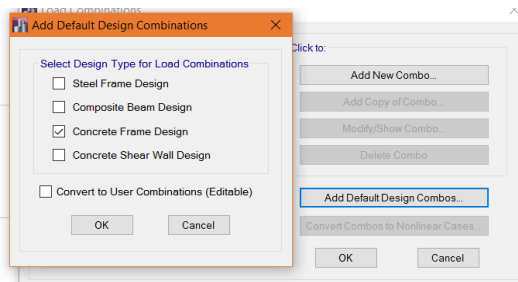 Load Combinations
Add Default Design Combinations
Select Design Type for Load Combinations
Steel Frame Design
Composite Beam Design
Concrete Frame Design
Concrete Shear Wall Design
Convert to User Combinations (Editable)
OK
Cancel
Click to:
Add New Combo...
Add Copy of Combo...
Modify/Show Combo...
Delete Combo
Add Default Design Combos...
Convert Combos to Nonlinear Cases...
OK
Cancel